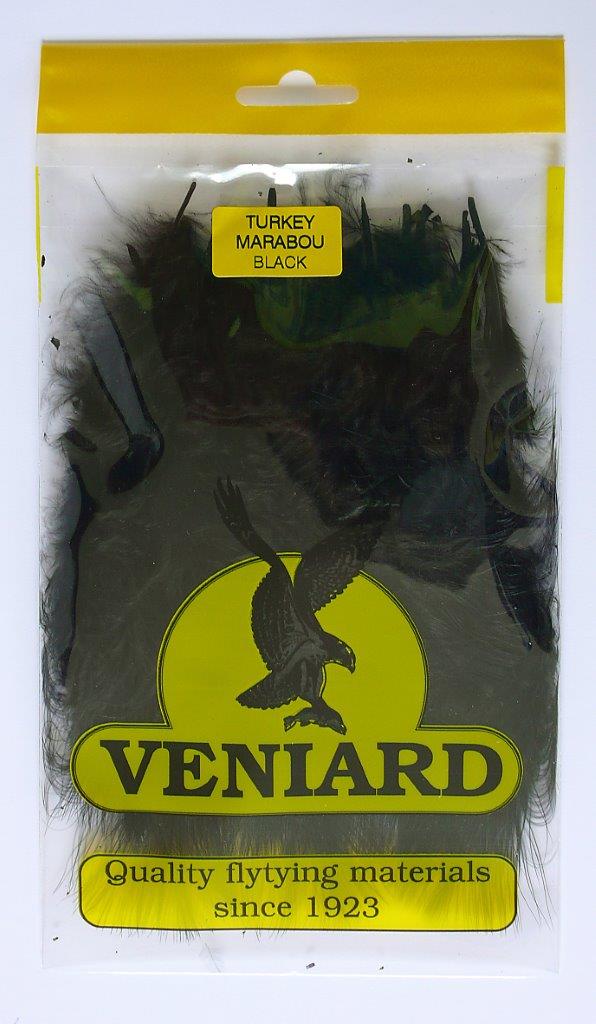 TURKEY
MARABOU
BLACK
VENIARD
Quality flytying materials
since 1923